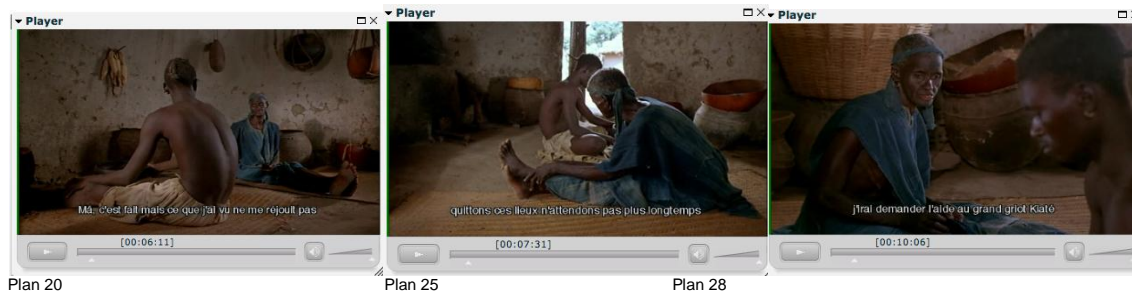 Player
Player
Player
Mâ, c'est fait mais ce que j'ai vu ne me réjouit pas
quittons ces lieux n'attendons pas plus longtemps
j'irai demander l'aide au grand griot Kiaté
[00:06:11]
[00:07:31]
[00:10:06]
Plan 20
Plan 25
Plan 28